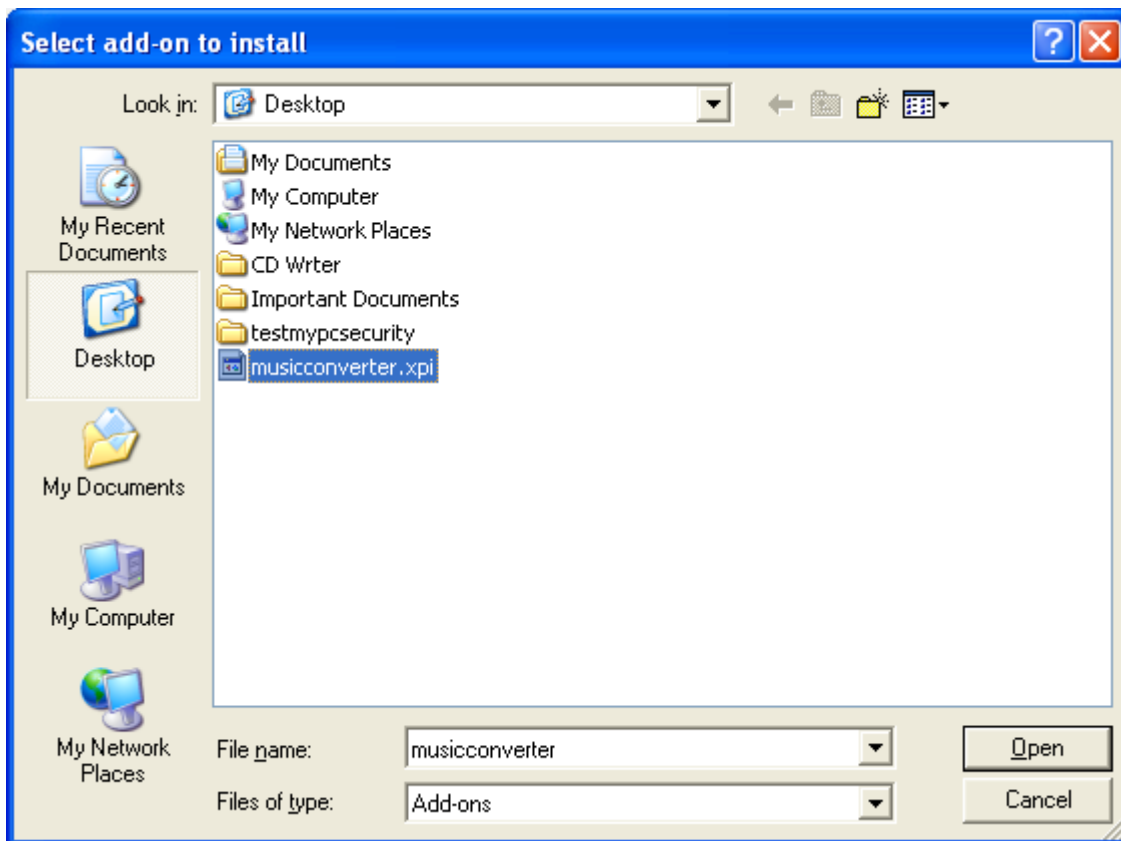 Select add-on to install
Look in:
Desktop
My Recent
Documents
Desktop
My Documents
My Computer
My Network
Places
My Documents
My Computer
My Network Places
CD Wrter
Important Documents
testmypcsecurity
musicconverter.xpi
File name:
musicconverter
Open
Files of type:
Add-ons
Cancel